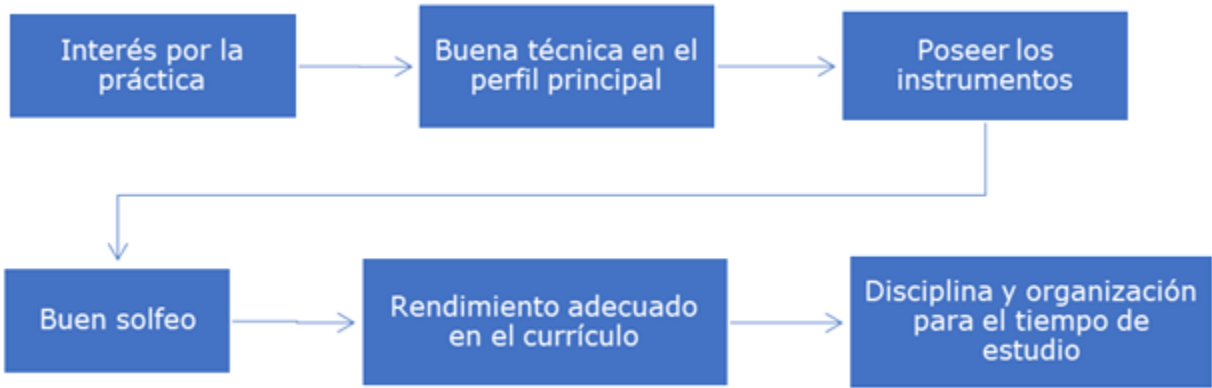 Interés por la
práctica
Buena técnica en el
perfil principal
Poseer los
instrumentos
Buen solfeo
Rendimiento adecuado
en el currículo
Disciplina y organización
para el tiempo de
estudio